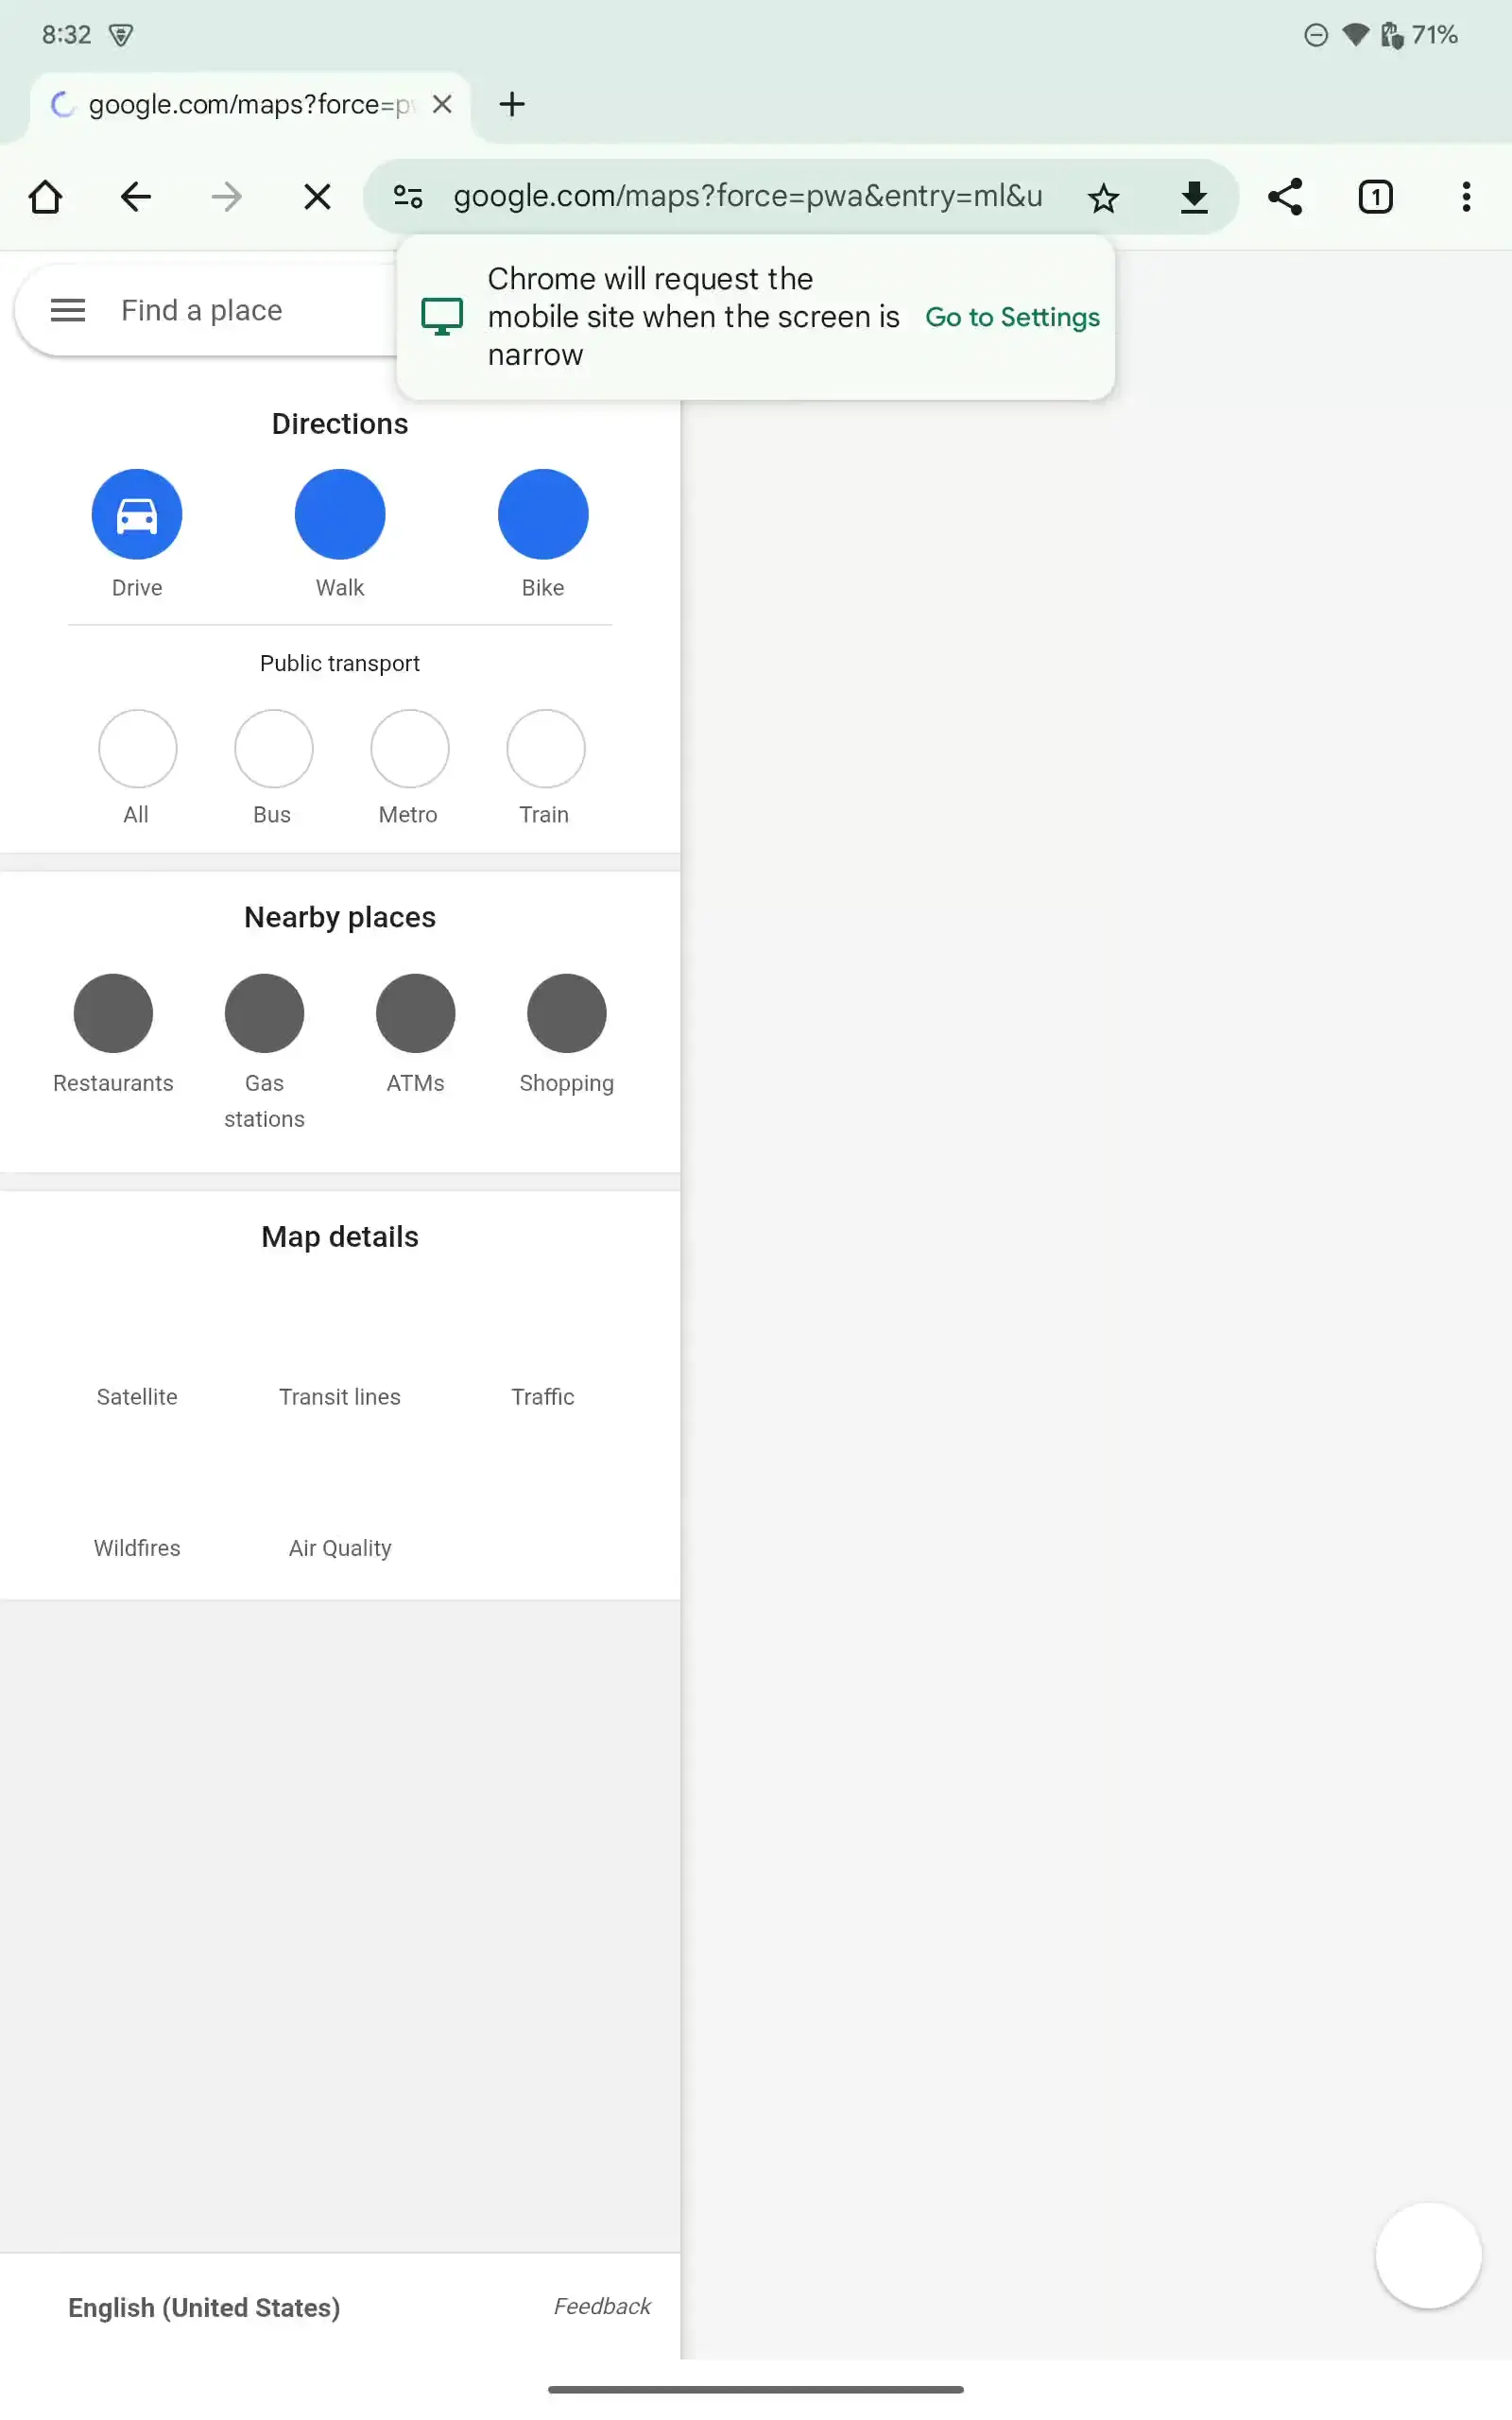 8:32
71%
google.com/maps?force=pw
google.com/maps?force=pwa&entry=ml&u
1
Chrome will request the
mobile site when the screen is
narrow
Go to Settings
Find a place
Directions
Drive
Walk
Bike
Public transport
All
Bus
Metro
Train
Nearby places
Restaurants
Gas
stations
ATMs
Shopping
Map details
Satellite
Transit lines
Traffic
Wildfires
Air Quality
English (United States)
Feedback